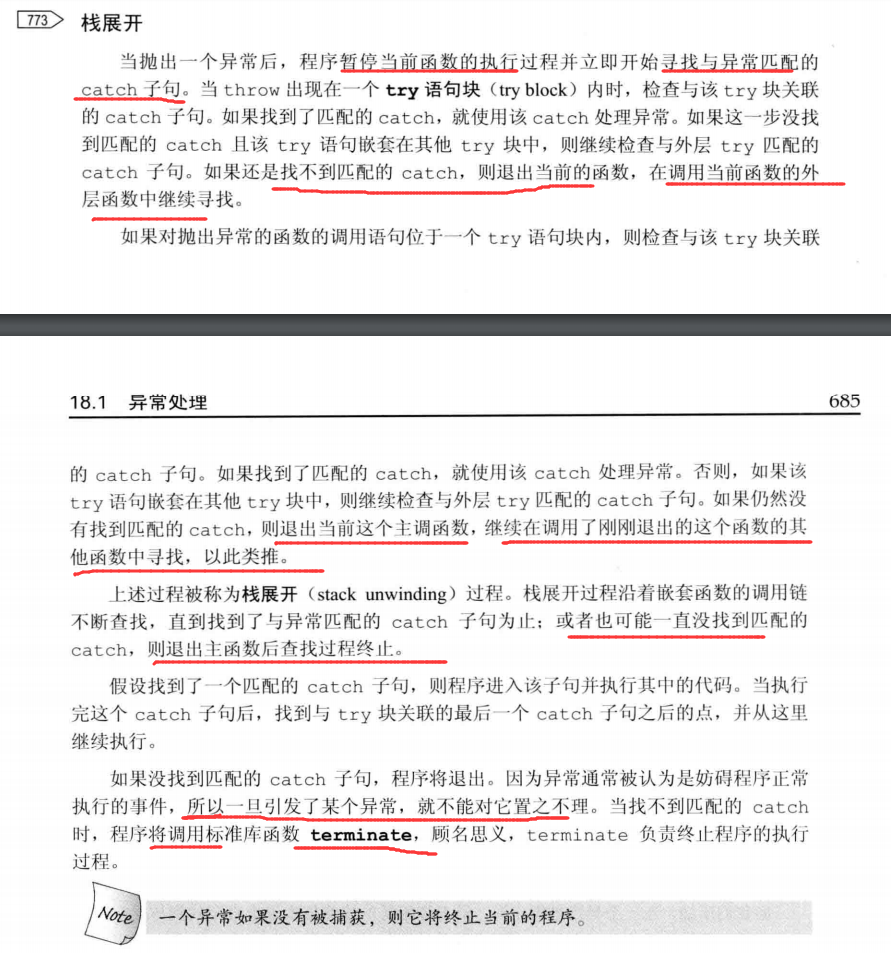 773 栈展开
当抛出一个异常后，程序暂停当前函数的执行过程并立即开始寻找与异常匹配的
catch 子句。当 throw 出现在一个 try 语句块（try block）内时，检查与该 try 块关联
的 catch 子句。如果找到了匹配的 catch，就使用该 catch 处理异常。如果这一步没找
到匹配的 catch 且该 try 语句嵌套在其他 try 块中，则继续检查与外层 try 匹配的
catch 子句。如果还是找不到匹配的 catch，则退出当前的函数，在调用当前函数的外
层函数中继续寻找。
如果对抛出异常的函数的调用语句位于一个 try 语句块内，则检查与该 try 块关联
18.1 异常处理 685
的 catch 子句。如果找到了匹配的 catch，就使用该 catch 处理异常。否则，如果该
try 语句嵌套在其他 try 块中，则继续检查与外层 try 匹配的 catch 子句。如果仍然没
有找到匹配的 catch，则退出当前这个主调函数，继续在调用了刚刚退出的这个函数的其
他函数中寻找，以此类推。
上述过程被称为栈展开（stack unwinding）过程。栈展开过程沿着嵌套函数的调用链
不断查找，直到找到了与异常匹配的 catch 子句为止；或者也可能一直没找到匹配的
catch，则退出主函数后查找过程终止。
假设找到了一个匹配的 catch 子句，则程序进入该子句并执行其中的代码。当执行
完这个 catch 子句后，找到与 try 块关联的最后一个 catch 子句之后的点，并从这里
继续执行。
如果没找到匹配的 catch 子句，程序将退出。因为异常通常被认为是妨碍程序正常
执行的事件，所以一旦引发了某个异常，就不能对它置之不理。当找不到匹配的 catch
时，程序将调用标准库函数 terminate，顾名思义，terminate 负责终止程序的执行
过程。
Note 一个异常如果没有被捕获，则它将终止当前的程序。